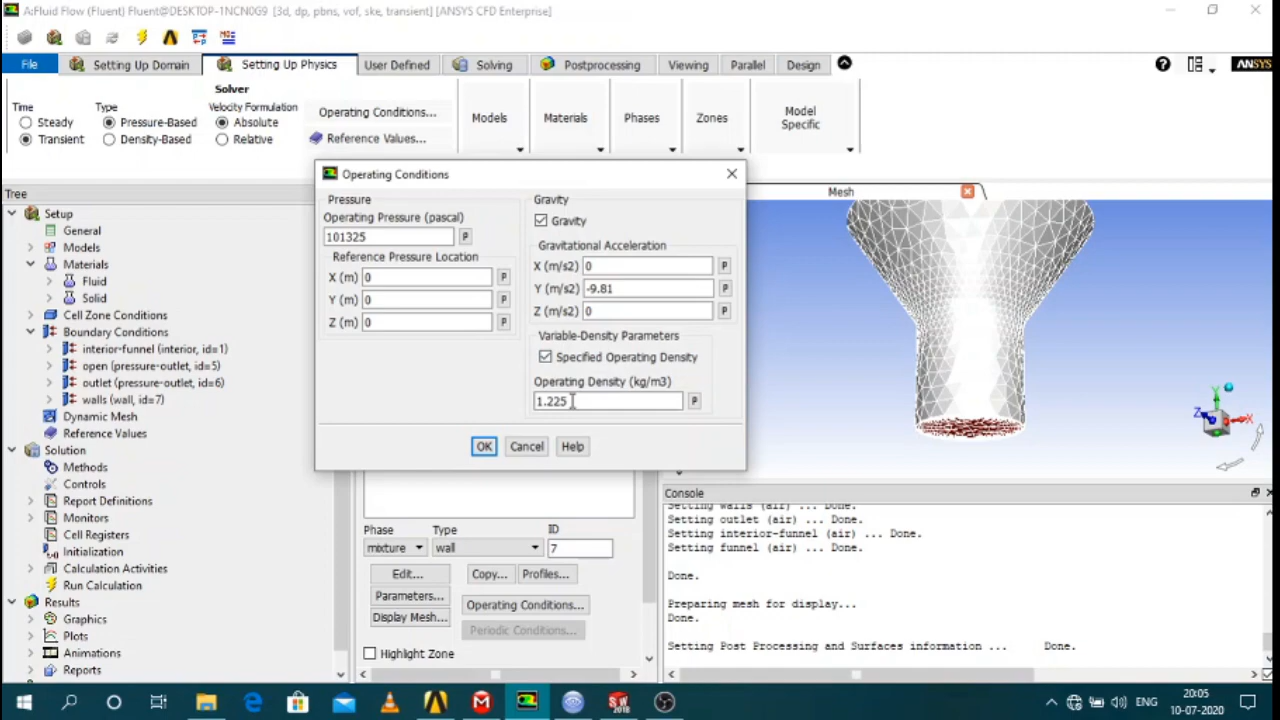 A:Fluid Flow (Fluent) Fluent@DESKTOP-1NCN0G9 [3d, dp, pbns, vof, ske, transient] [ANSYS CFD Enterprise]
File Setting Up Domain Setting Up Physics User Defined Solving Postprocessing Viewing Parallel Design ANSYS
Solver
Time Type Velocity Formulation
Steady Pressure-Based Absolute
Transient Density-Based Relative
Operating Conditions...
Reference Values...
Models
Materials
Phases
Zones
Model
Specific
Tree
Setup
General
Models
Materials
Fluid
Solid
Cell Zone Conditions
Boundary Conditions
interior-funnel (interior, id=1)
open (pressure-outlet, id=5)
outlet (pressure-outlet, id=6)
walls (wall, id=7)
Dynamic Mesh
Reference Values
Solution
Methods
Controls
Report Definitions
Monitors
Cell Registers
Initialization
Calculation Activities
Run Calculation
Results
Graphics
Plots
Animations
Reports
Operating Conditions
Pressure
Operating Pressure (pascal)
101325 P
Reference Pressure Location
X (m) 0 P
Y (m) 0 P
Z (m) 0 P
Gravity
Gravity
Gravitational Acceleration
X (m/s2) 0 P
Y (m/s2) -9.81 P
Z (m/s2) 0 P
Variable-Density Parameters
Specified Operating Density
Operating Density (kg/m3)
1.225 P
OK Cancel Help
Phase Type ID
mixture wall 7
Edit... Copy... Profiles...
Parameters... Operating Conditions...
Display Mesh... Periodic Conditions...
Highlight Zone
Mesh
Y
Z X
Console
Setting walls (air) ... Done.
Setting outlet (air) ... Done.
Setting interior-funnel (air) ... Done.
Setting funnel (air) ... Done.
Done.
Preparing mesh for display...
Done.
Setting Post Processing and Surfaces information ... Done.
ENG
20:05
10-07-2020